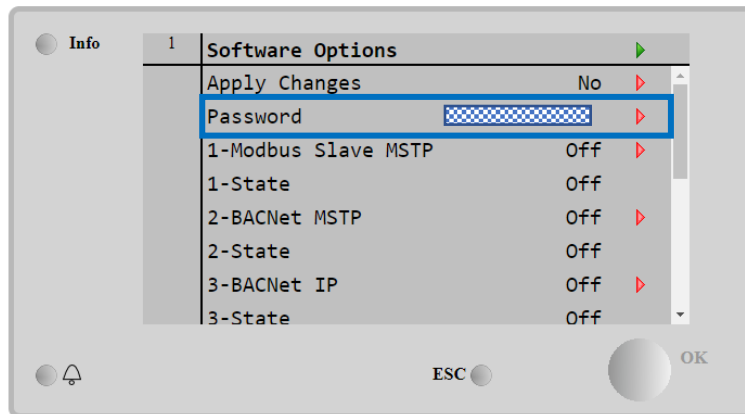 Info
1 Software Options
Apply Changes No
Password
1-Modbus Slave MSTP Off
1-State Off
2-BACNet MSTP Off
2-State Off
3-BACNet IP Off
3-State Off
ESC
OK